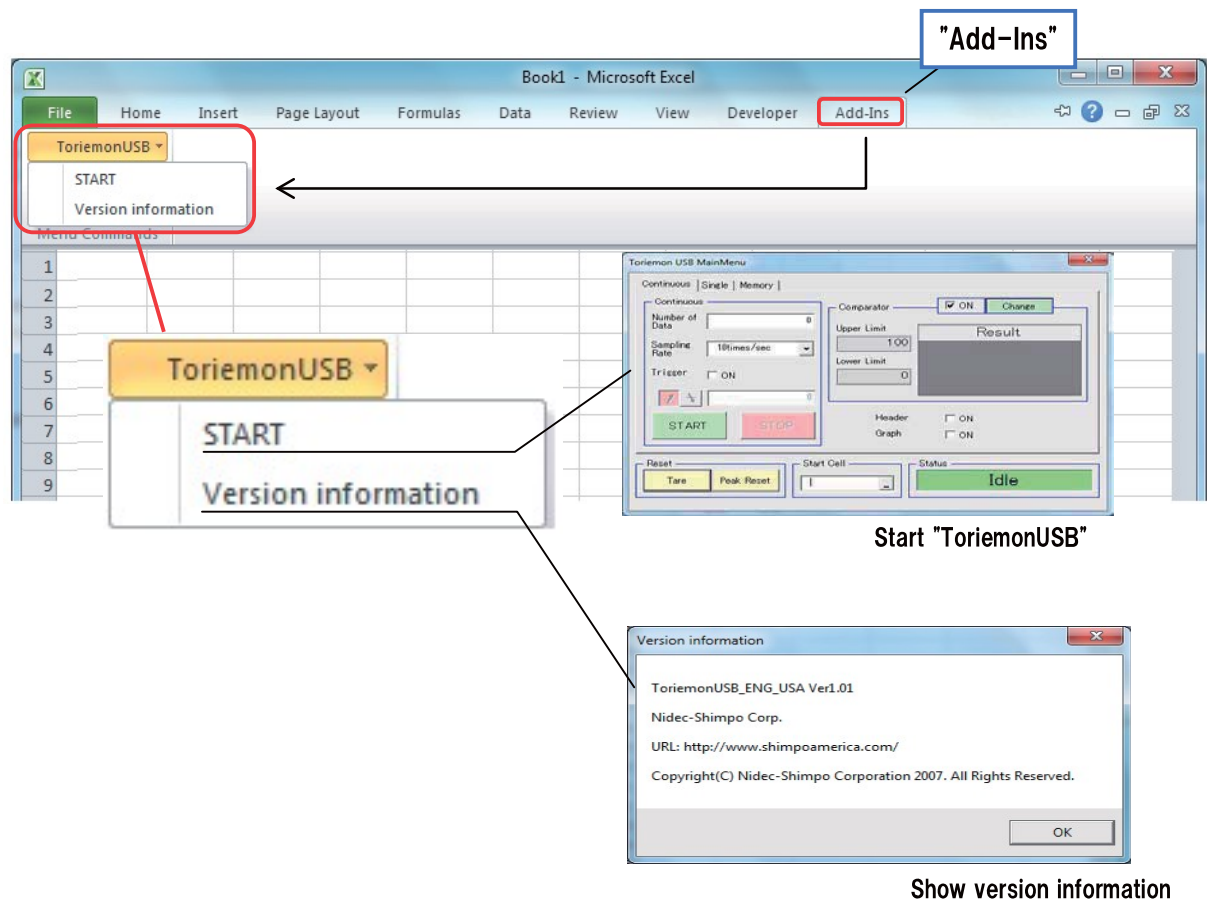 "Add-Ins"
Book1 - Microsoft Excel
File Home Insert Page Layout Formulas Data Review View Developer Add-Ins
ToriemonUSB
START
Version information
Menu Commands
1
2
3
4
5
6
7
8
9
ToriemonUSB
START
Version information
Toriemon USB MainMenu
Continuous | Single | Memory |
Continuous
Number of
Data
0
Sampling
Rate
10times/sec
Trigger
ON
0
START
STOP
Comparator
ON
Change
Upper Limit
100
Lower Limit
0
Result
Header ON
Graph ON
Reset
Tare
Peak Reset
Start Cell
Status
Idle
Start "ToriemonUSB"
Version information
ToriemonUSB_ENG_USA Ver1.01
Nidec-Shimpo Corp.
URL: http://www.shimpoamerica.com/
Copyright(C) Nidec-Shimpo Corporation 2007. All Rights Reserved.
OK
Show version information